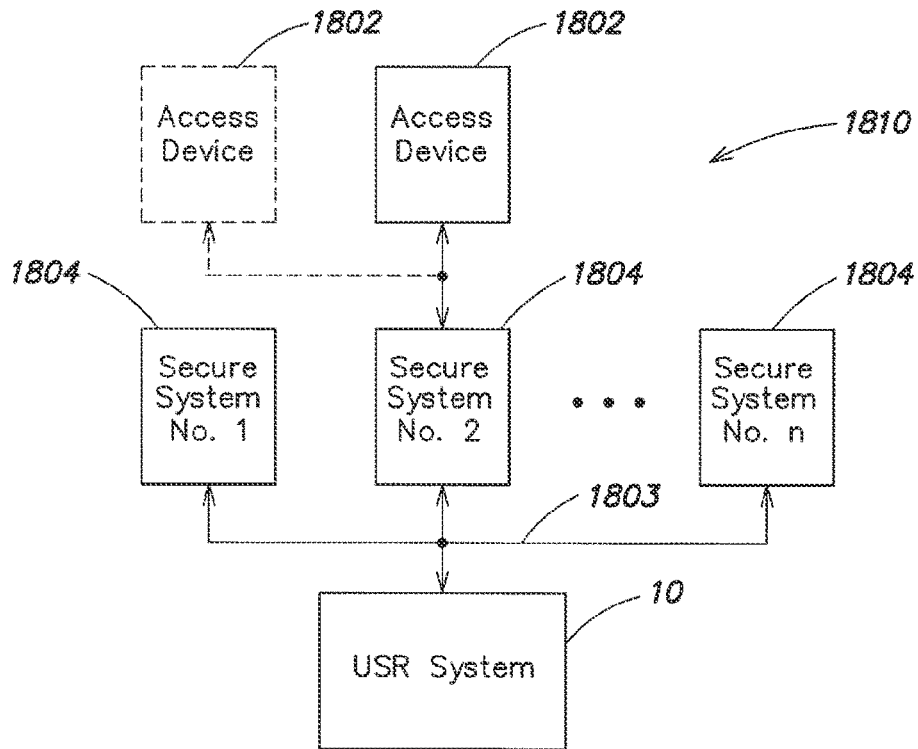 1802
1802
Access
Device
Access
Device
1810
1804
1804
1804
Secure
System
No. 1
Secure
System
No. 2
Secure
System
No. n
1803
10
USR System